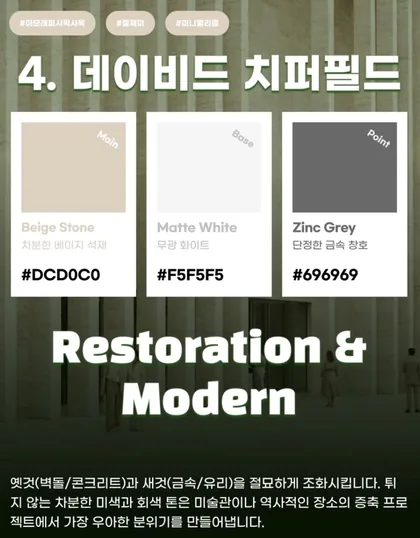 #아모레퍼시픽사옥 #절제미 #미니멀리즘
4. 데이비드 치퍼필드
Main Base Point
Beige Stone Matte White Zinc Grey
차분한 베이지 석재 무광 화이트 단정한 금속 창호
#DCD0C0 #F5F5F5 #696969
Restoration &
Modern
옛것(벽돌/콘크리트)과 새것(금속/유리)을 절묘하게 조화시킵니다. 튀
지 않는 차분한 미색과 회색 톤은 미술관이나 역사적인 장소의 증축 프로
젝트에서 가장 우아한 분위기를 만들어냅니다.